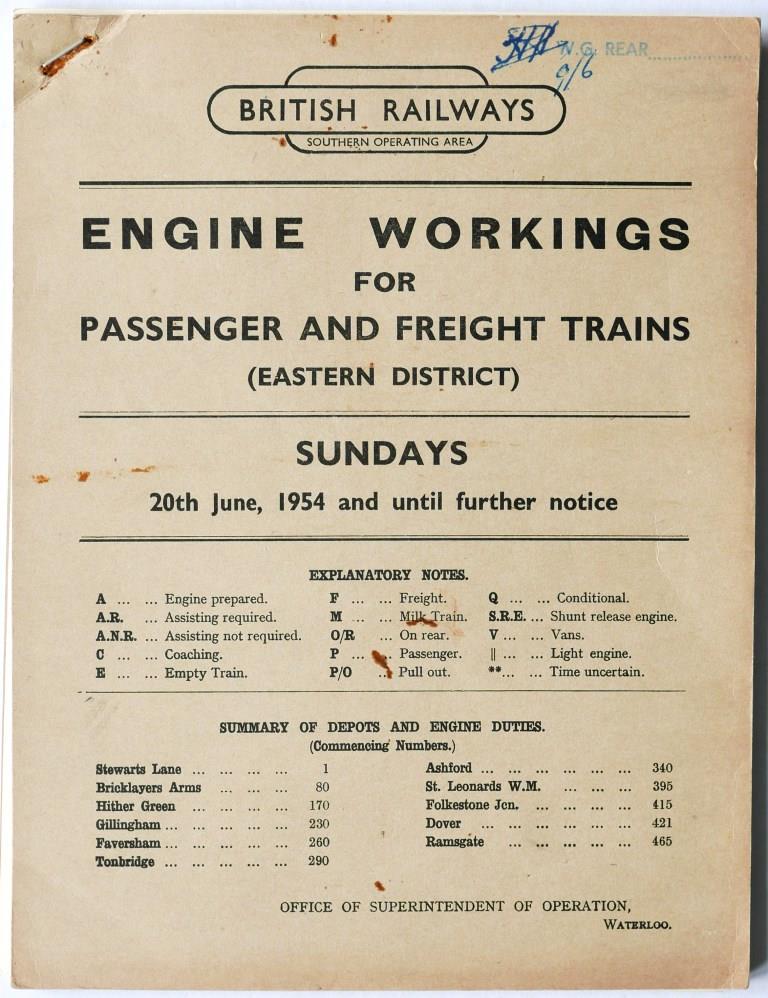 W.G. REAR
9/6
BRITISH RAILWAYS
SOUTHERN OPERATING AREA
ENGINE WORKINGS
FOR
PASSENGER AND FREIGHT TRAINS
(EASTERN DISTRICT)
SUNDAYS
20th June, 1954 and until further notice
EXPLANATORY NOTES.
A ... ... Engine prepared. F ... ... Freight. Q ... ... Conditional.
A.R. ... Assisting required. M ... ... Milk Train. S.R.E. ... Shunt release engine.
A.N.R. ... Assisting not required. O/R ... On rear. V ... ... Vans.
C ... ... Coaching. P ... ... Passenger. || ... ... Light engine.
E ... ... Empty Train. P/O ... Pull out. **... ... Time uncertain.
SUMMARY OF DEPOTS AND ENGINE DUTIES.
(Commencing Numbers.)
Stewarts Lane ... ... ... ... 1 Ashford ... ... ... ... ... ... 340
Bricklayers Arms ... ... ... 80 St. Leonards W.M. ... ... ... 395
Hither Green ... ... ... ... 170 Folkestone Jcn. ... ... ... ... 415
Gillingham ... ... ... ... ... 230 Dover ... ... ... ... ... ... 421
Faversham ... ... ... ... ... 260 Ramsgate ... ... ... ... ... 465
Tonbridge ... ... ... ... ... 290
OFFICE OF SUPERINTENDENT OF OPERATION,
WATERLOO.